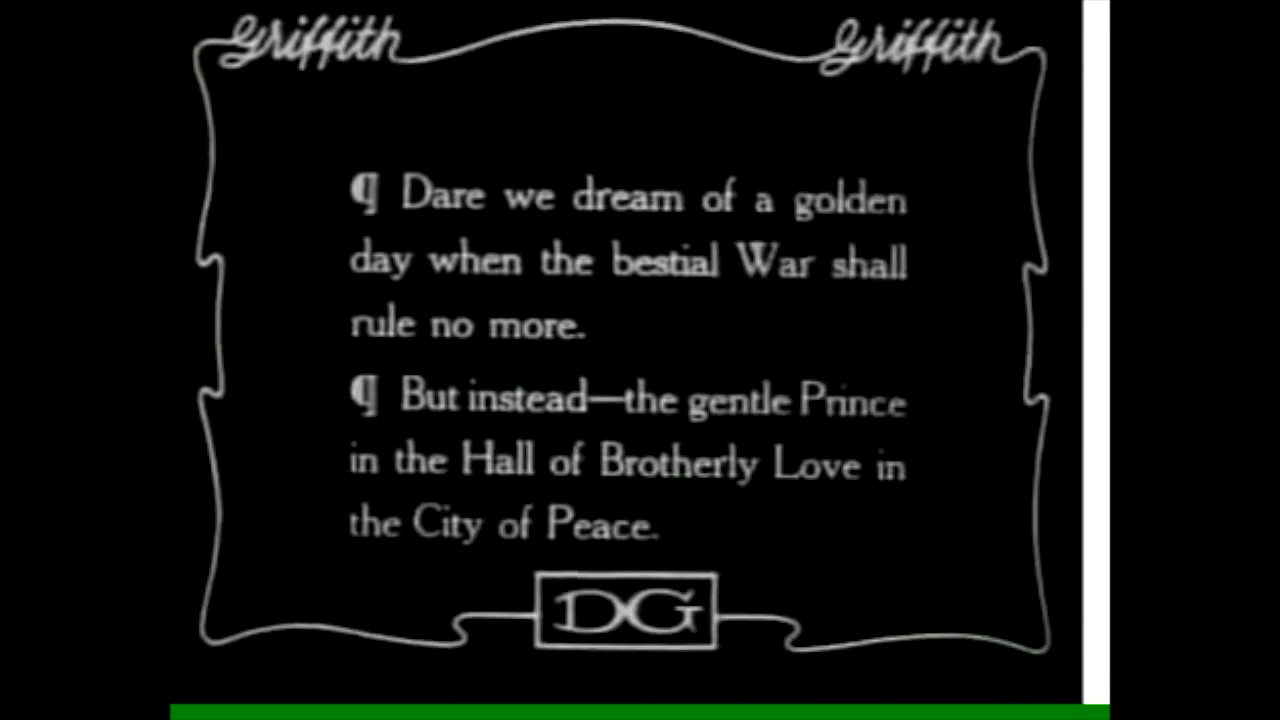 Griffith Griffith
¶ Dare we dream of a golden
day when the bestial War shall
rule no more.
¶ But instead—the gentle Prince
in the Hall of Brotherly Love in
the City of Peace.
DG